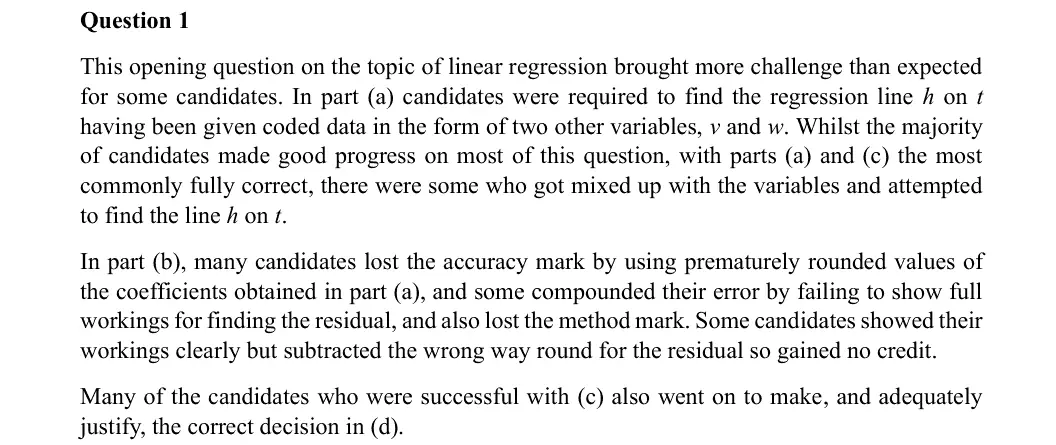 Question 1
This opening question on the topic of linear regression brought more challenge than expected
for some candidates. In part (a) candidates were required to find the regression line h on t
having been given coded data in the form of two other variables, v and w. Whilst the majority
of candidates made good progress on most of this question, with parts (a) and (c) the most
commonly fully correct, there were some who got mixed up with the variables and attempted
to find the line h on t.
In part (b), many candidates lost the accuracy mark by using prematurely rounded values of
the coefficients obtained in part (a), and some compounded their error by failing to show full
workings for finding the residual, and also lost the method mark. Some candidates showed their
workings clearly but subtracted the wrong way round for the residual so gained no credit.
Many of the candidates who were successful with (c) also went on to make, and adequately
justify, the correct decision in (d).